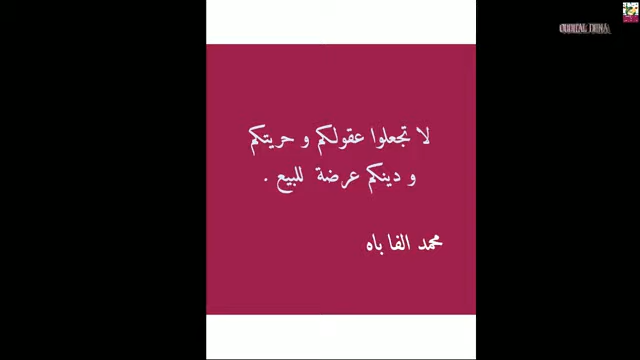 لا تجعلوا عقولكم و حريتكم
و دينكم عرضة للبيع .
محمد الفا باه